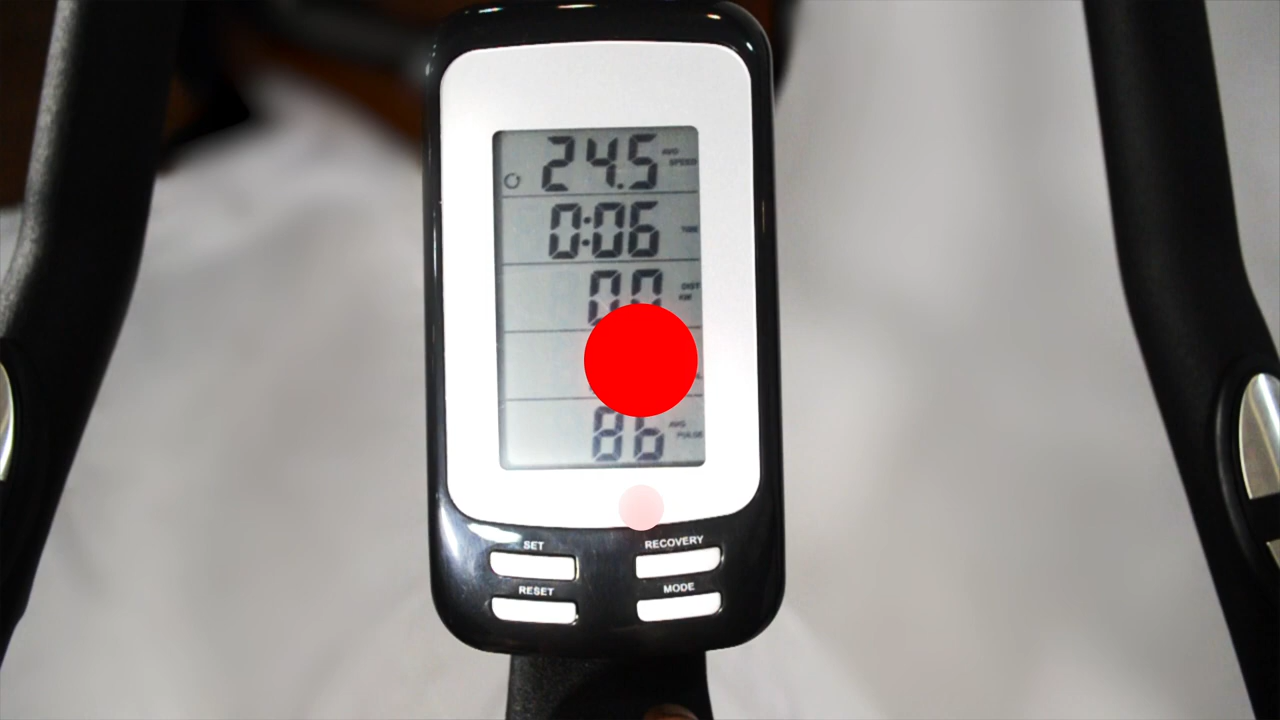 24.5 AVG SPEED
0:06 TIME
0.0 DIST KM
86 AVG PULSE
SET RECOVERY
RESET MODE